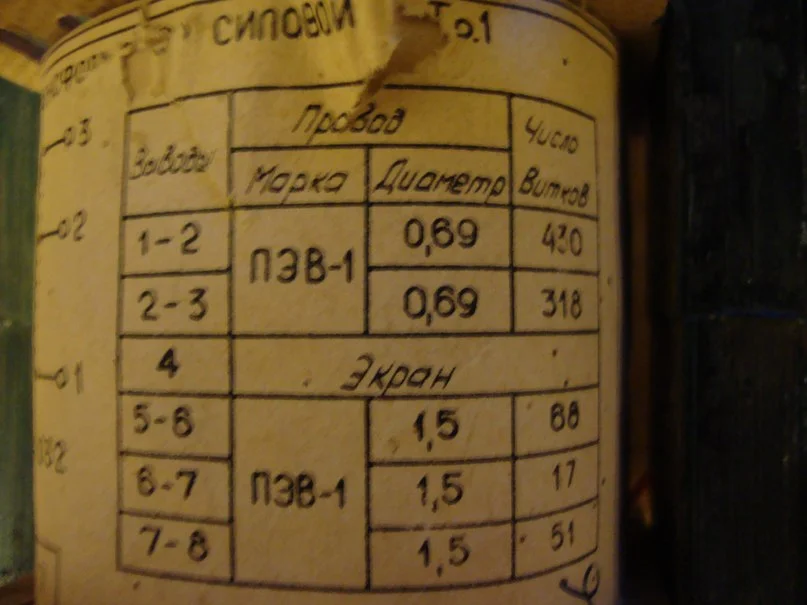 СИЛОВОЙ То.1
Выводы Провод Число Витков
Марка Диаметр
1-2 ПЭВ-1 0,69 430
2-3 0,69 318
4 Экран
5-6 ПЭВ-1 1,5 68
6-7 1,5 17
7-8 1,5 51
3
2
1